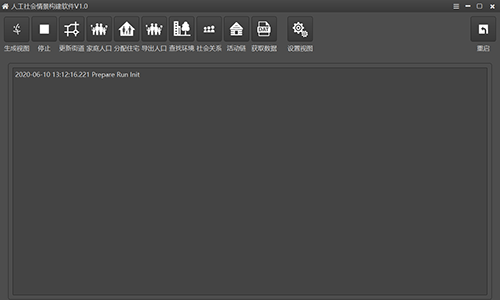 人工社会情景构建软件V1.0
生成视图 停止 更新街道 家庭人口 分配住宅 导出人口 查找环境 社会关系 活动链 获取数据 设置视图 重启
DAT
2020-06-10 13:12:16.221 Prepare Run Init